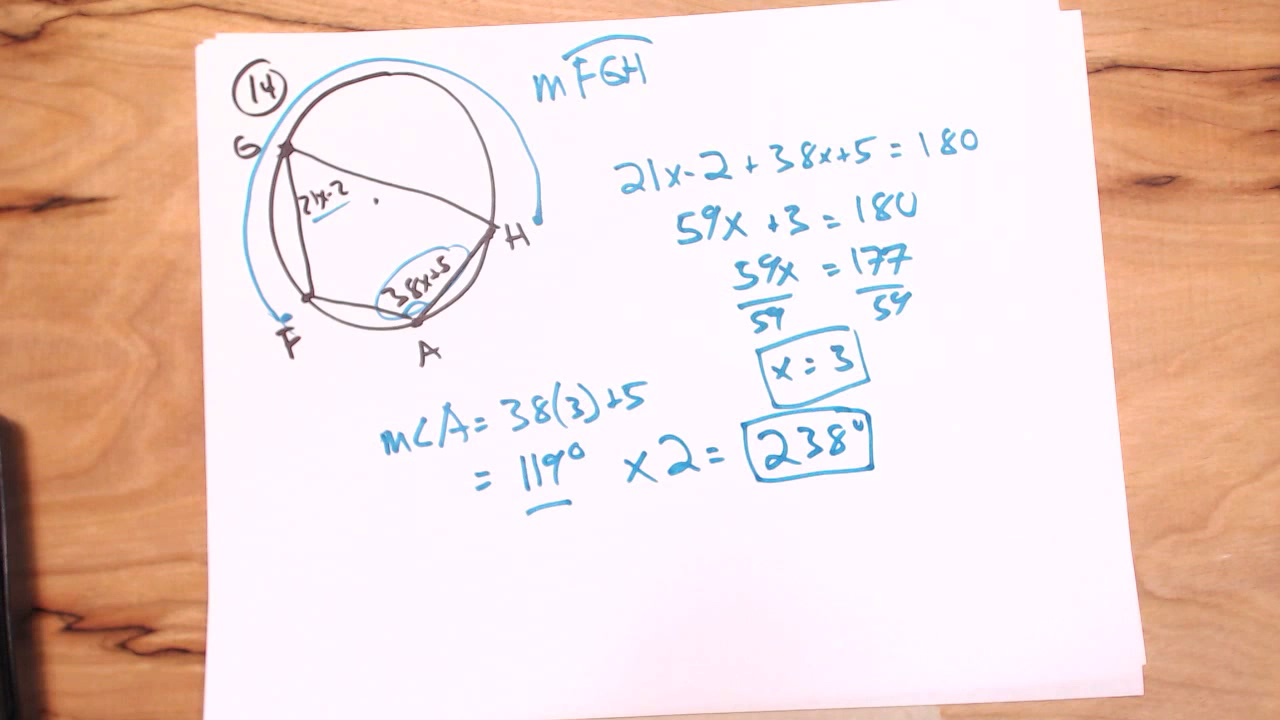 14
mFGH
G
21x-2
H
38x+5
F
A
21x-2+38x+5=180
59x+3=180
59x=177
59 59
x=3
m<A=38(3)+5
=119° x2=238°